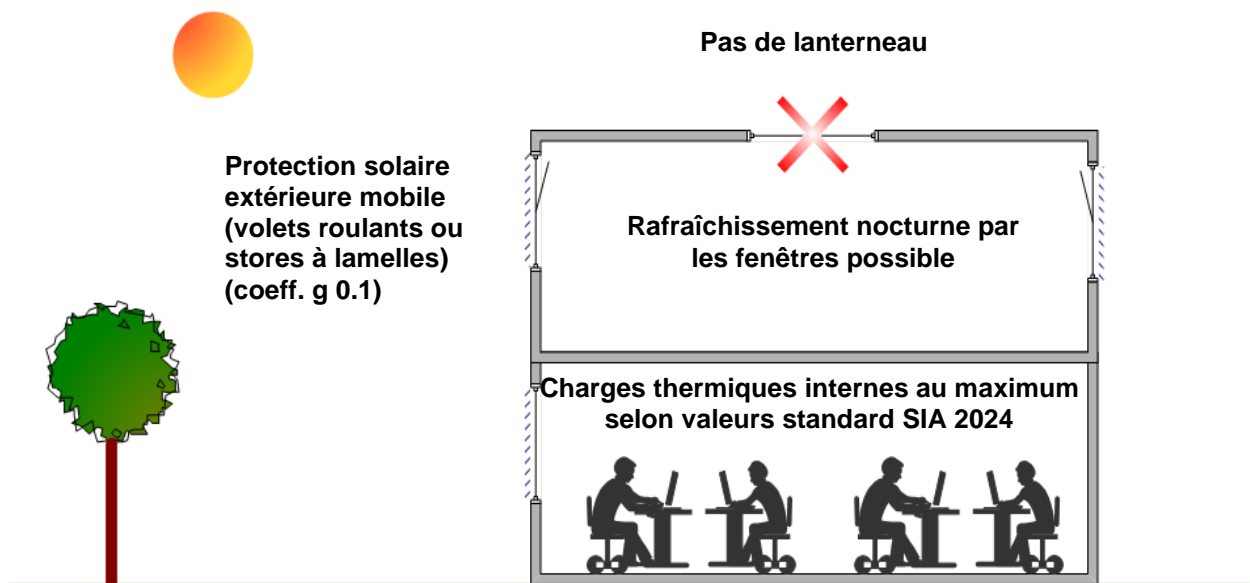 Pas de lanterneau
Protection solaire
extérieure mobile
(volets roulants ou
stores à lamelles)
(coeff. g 0.1)
Rafraîchissement nocturne par
les fenêtres possible
Charges thermiques internes au maximum
selon valeurs standard SIA 2024